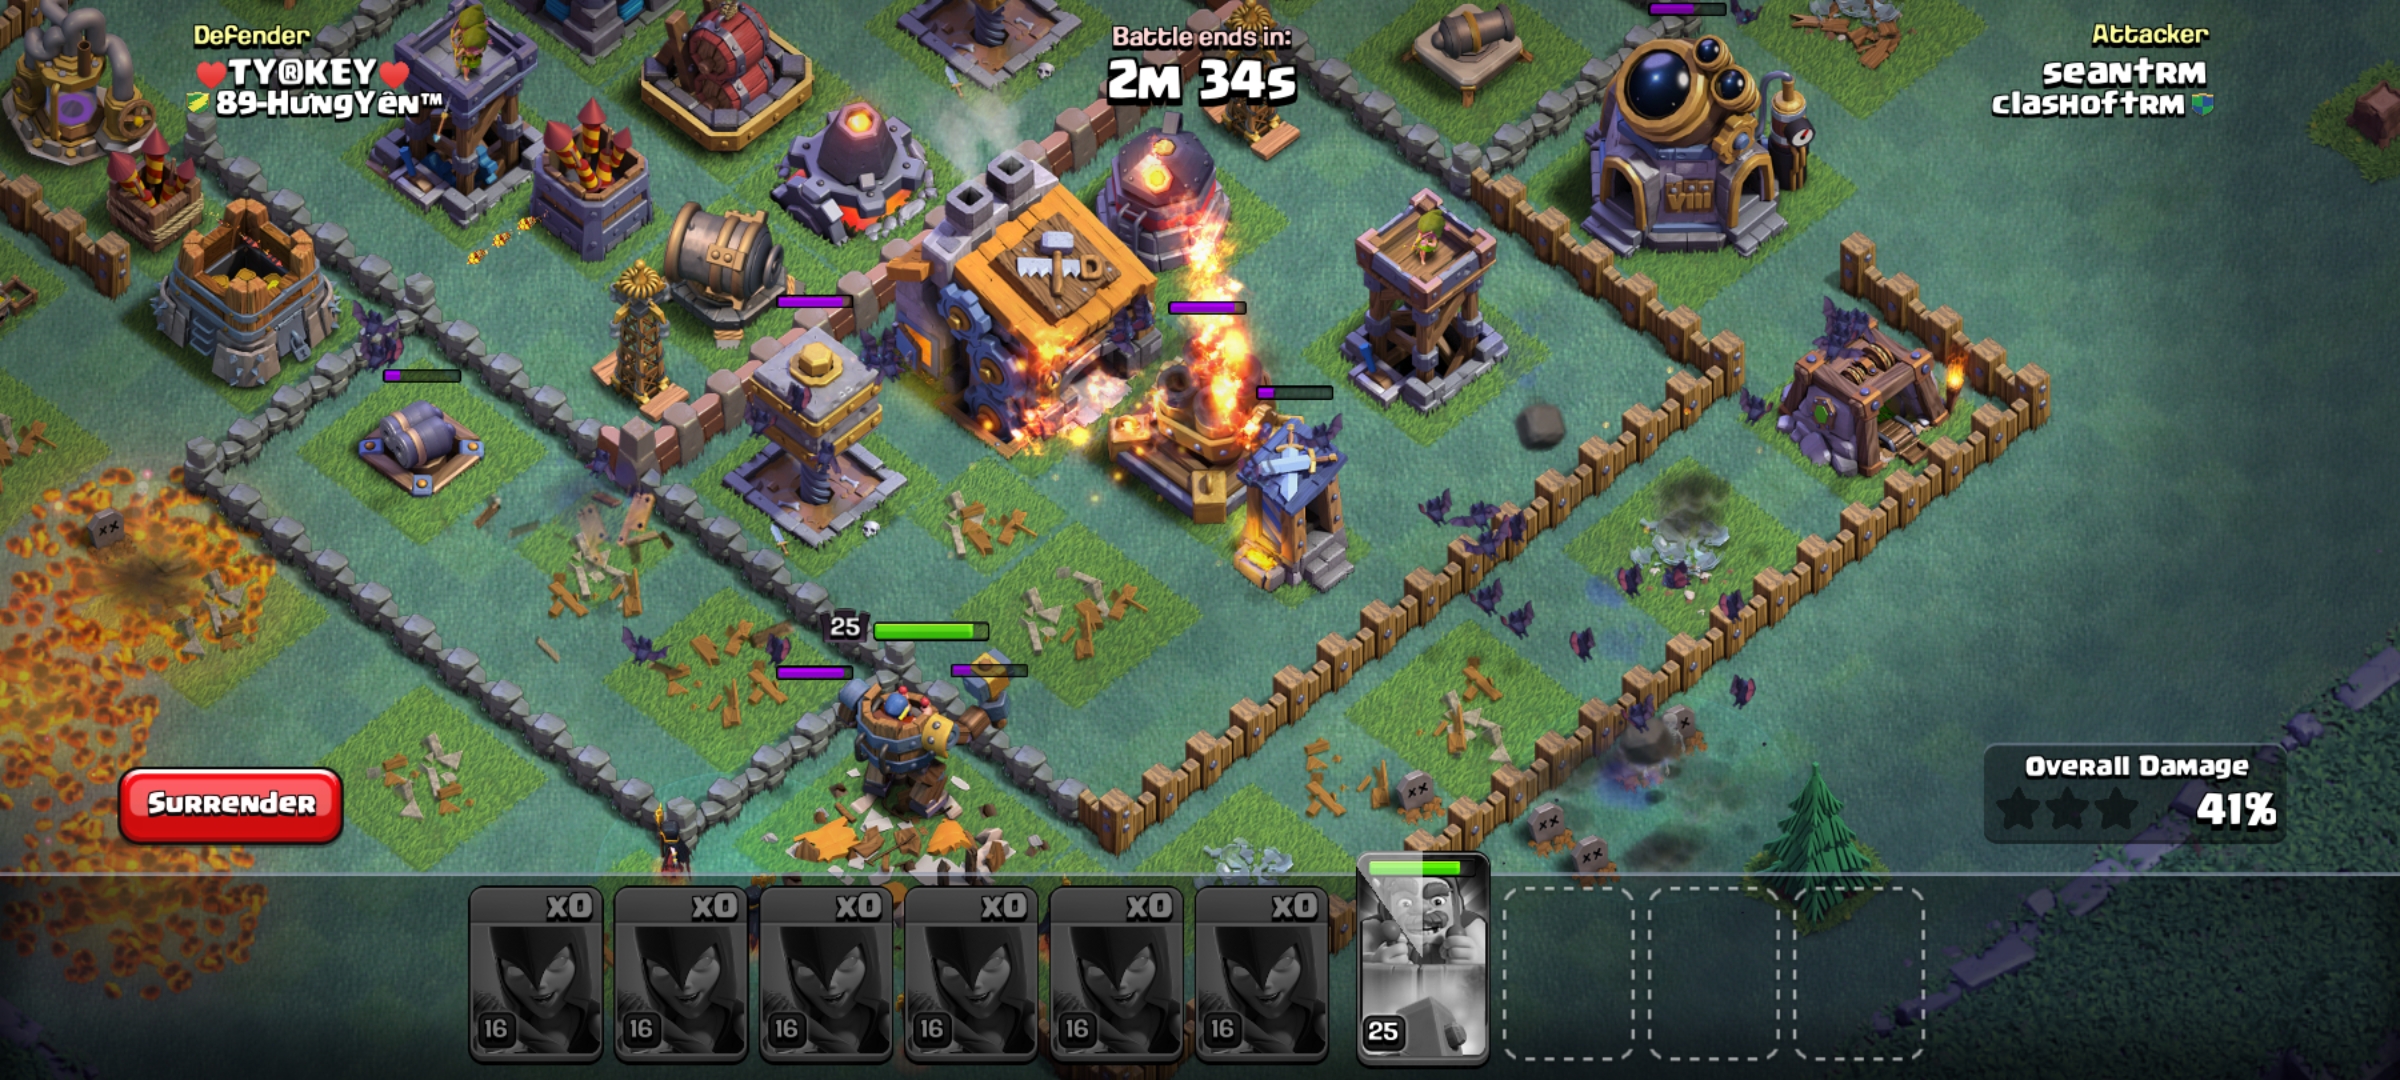 Defender
♥TY®KEY♥
89-HưngYên™
Battle ends in:
2M 34s
Attacker
seantRM
clashoftRM
VIII
25
Surrender
Overall Damage
41%
x0
x0
x0
x0
x0
x0
16
16
16
16
16
16
25